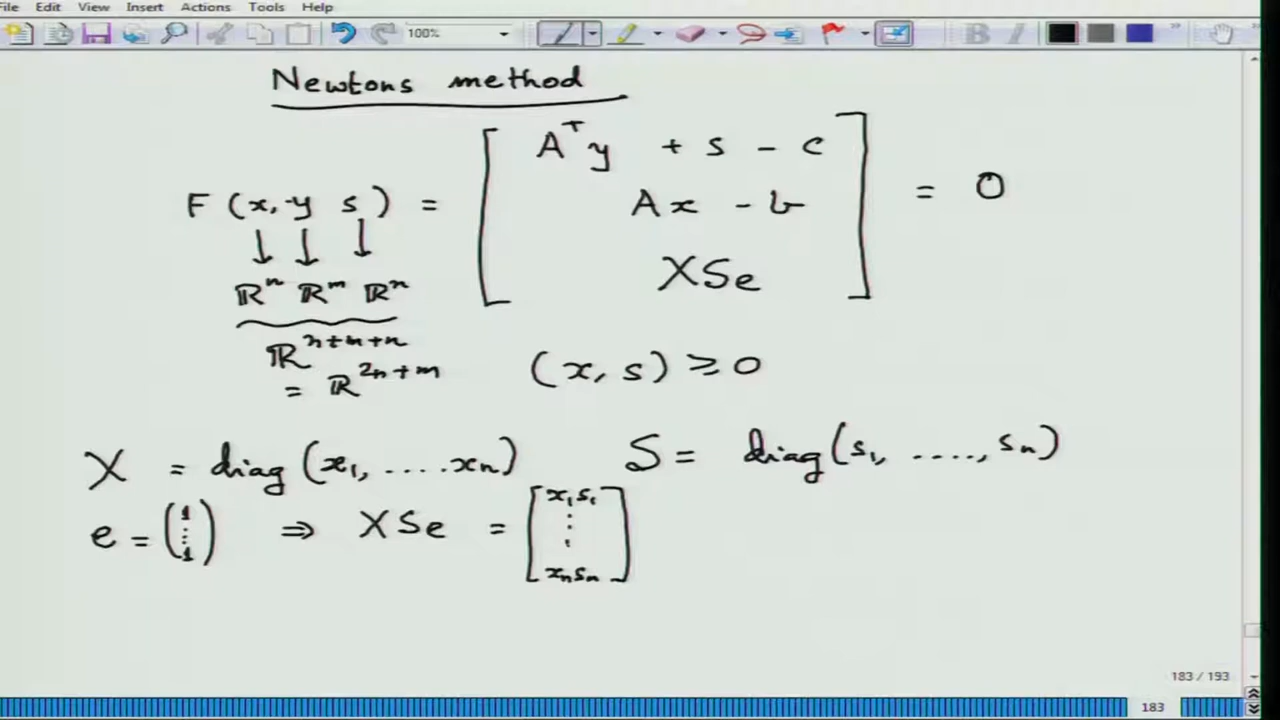 File Edit View Insert Actions Tools Help
100%
Newtons method
A^T y + s - c
F (x, y s) = Ax - b = 0
XSe
ℝ^n ℝ^m ℝ^n
ℝ^{n+m+n}
= ℝ^{2n+m}
(x, s) ≥ 0
X = diag (x_1, ....x_n) S = diag (s_1, ...., s_n)
e = (1 ⋮ 1) ⇒ XSe = [x_1s_1 ⋮ x_ns_n]
183 / 193
183